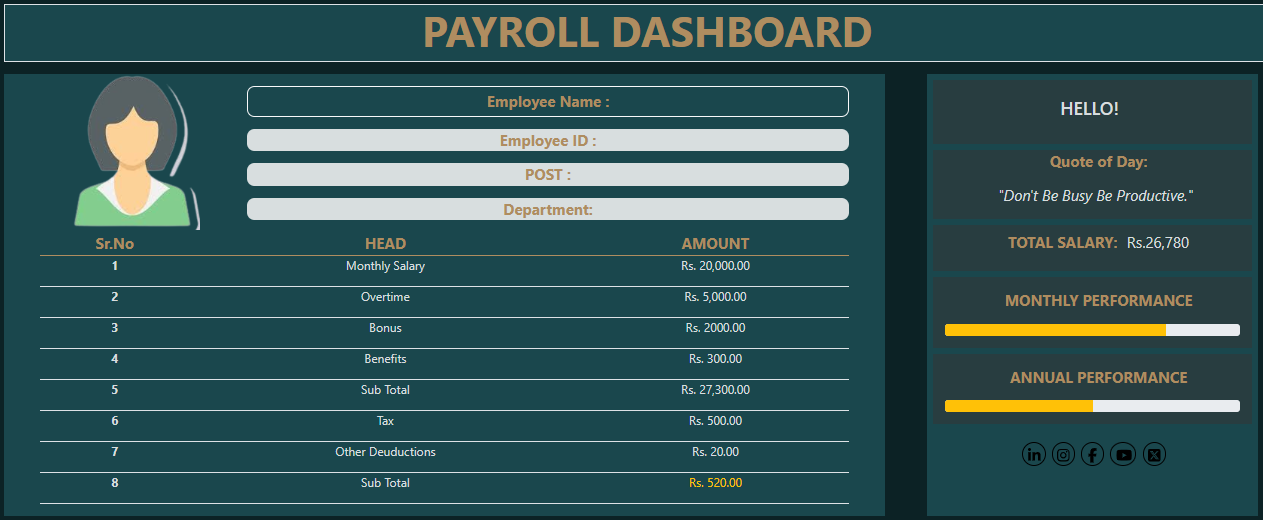 PAYROLL DASHBOARD
Employee Name :
Employee ID :
POST :
Department:
Sr.No HEAD AMOUNT
1 Monthly Salary Rs. 20,000.00
2 Overtime Rs. 5,000.00
3 Bonus Rs. 2000.00
4 Benefits Rs. 300.00
5 Sub Total Rs. 27,300.00
6 Tax Rs. 500.00
7 Other Deuductions Rs. 20.00
8 Sub Total Rs. 520.00
HELLO!
Quote of Day:
"Don't Be Busy Be Productive."
TOTAL SALARY: Rs.26,780
MONTHLY PERFORMANCE
ANNUAL PERFORMANCE